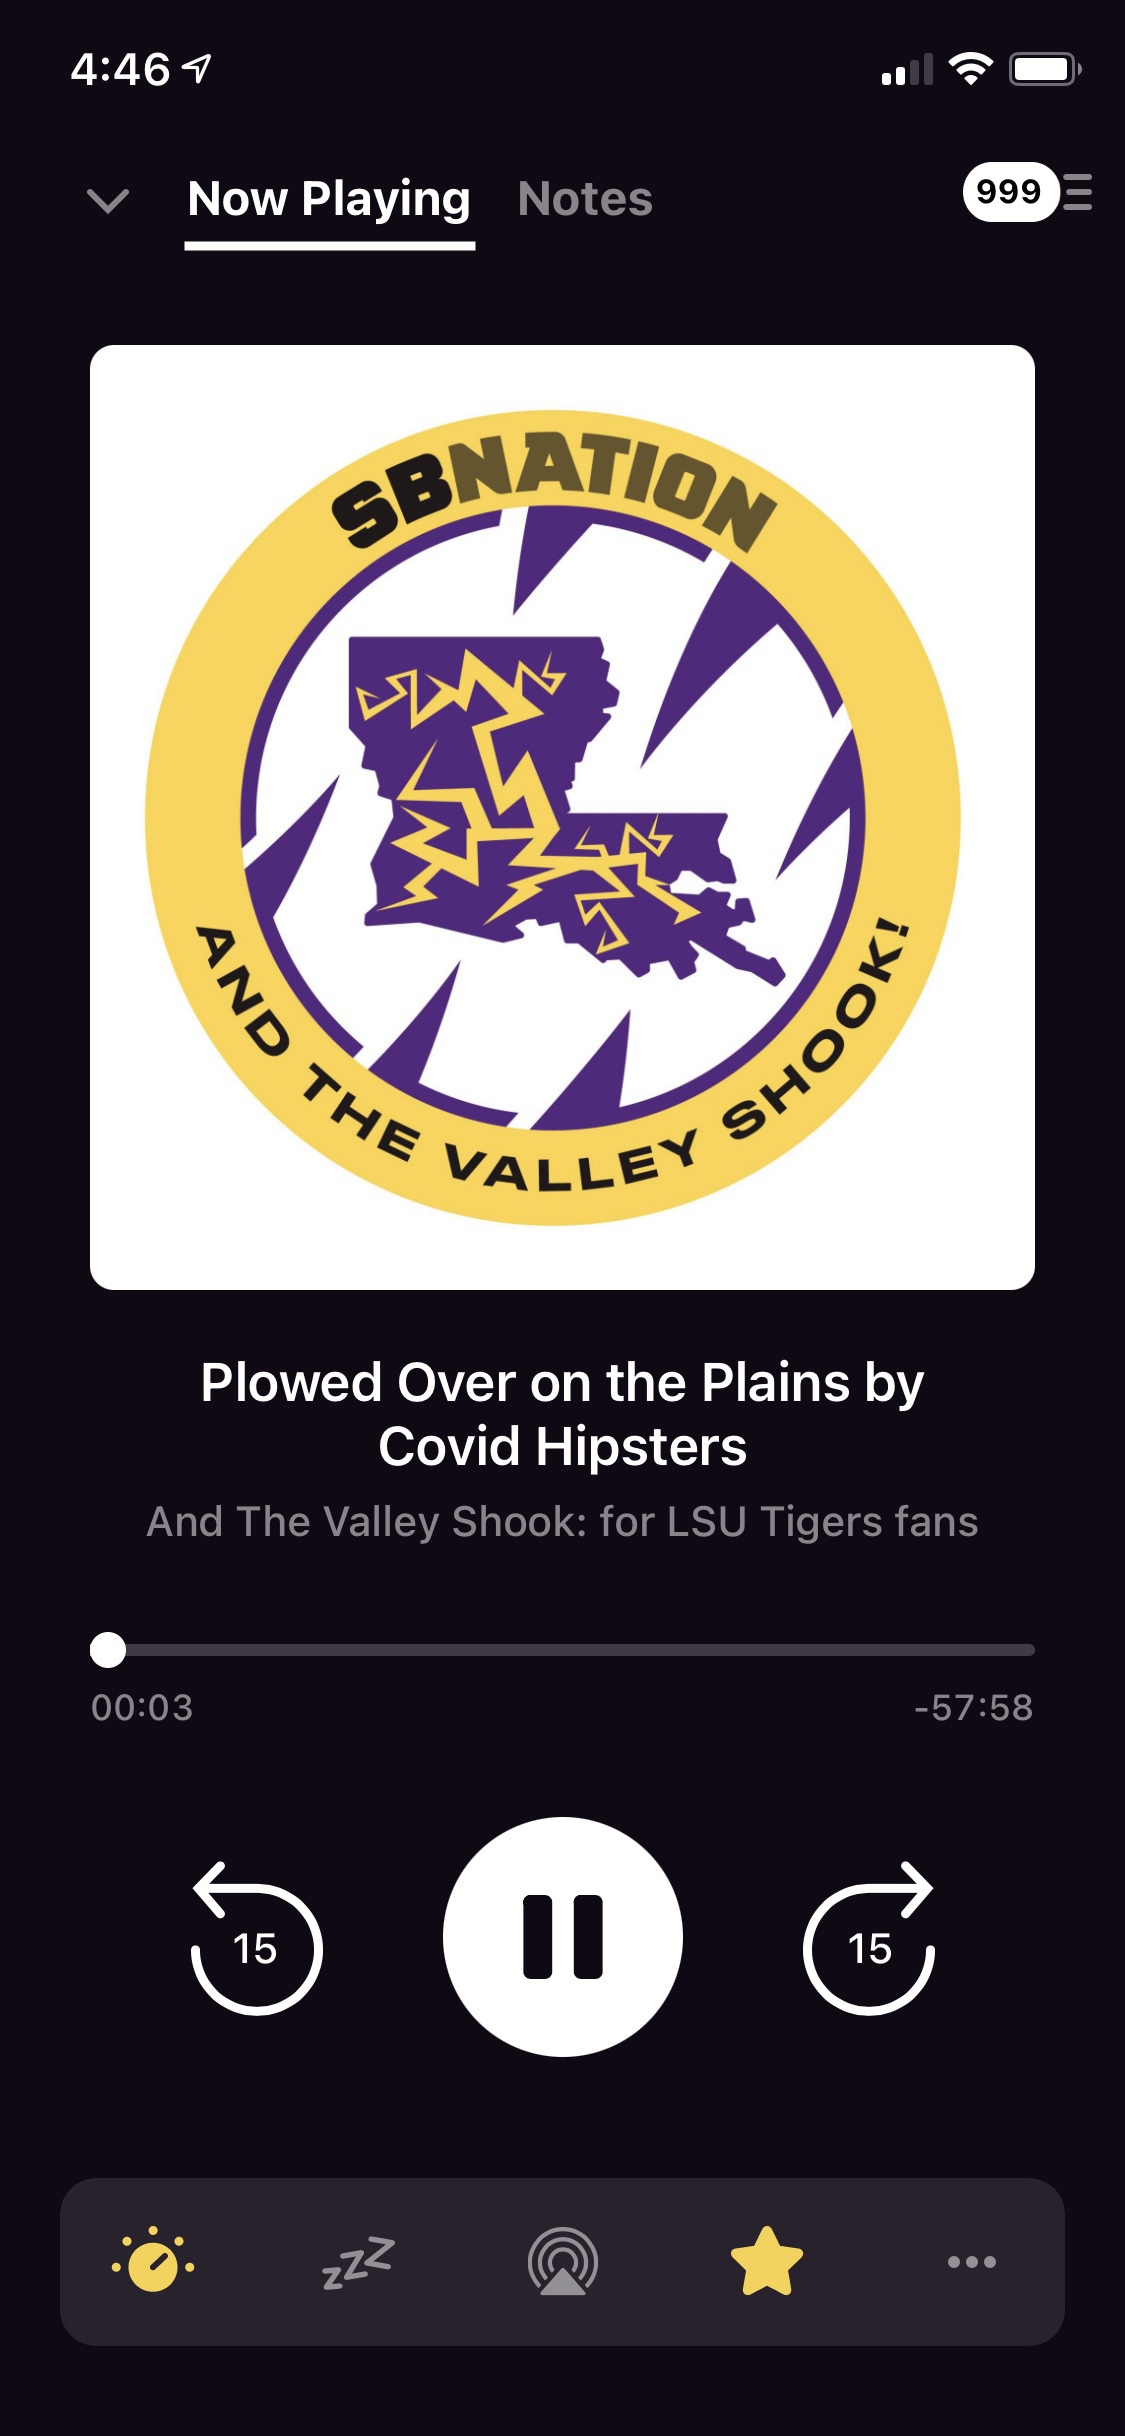 4:46
Now Playing Notes 999
SBNATION
AND THE VALLEY SHOOK!
Plowed Over on the Plains by
Covid Hipsters
And The Valley Shook: for LSU Tigers fans
00:03 -57:58
15 15
zzZ